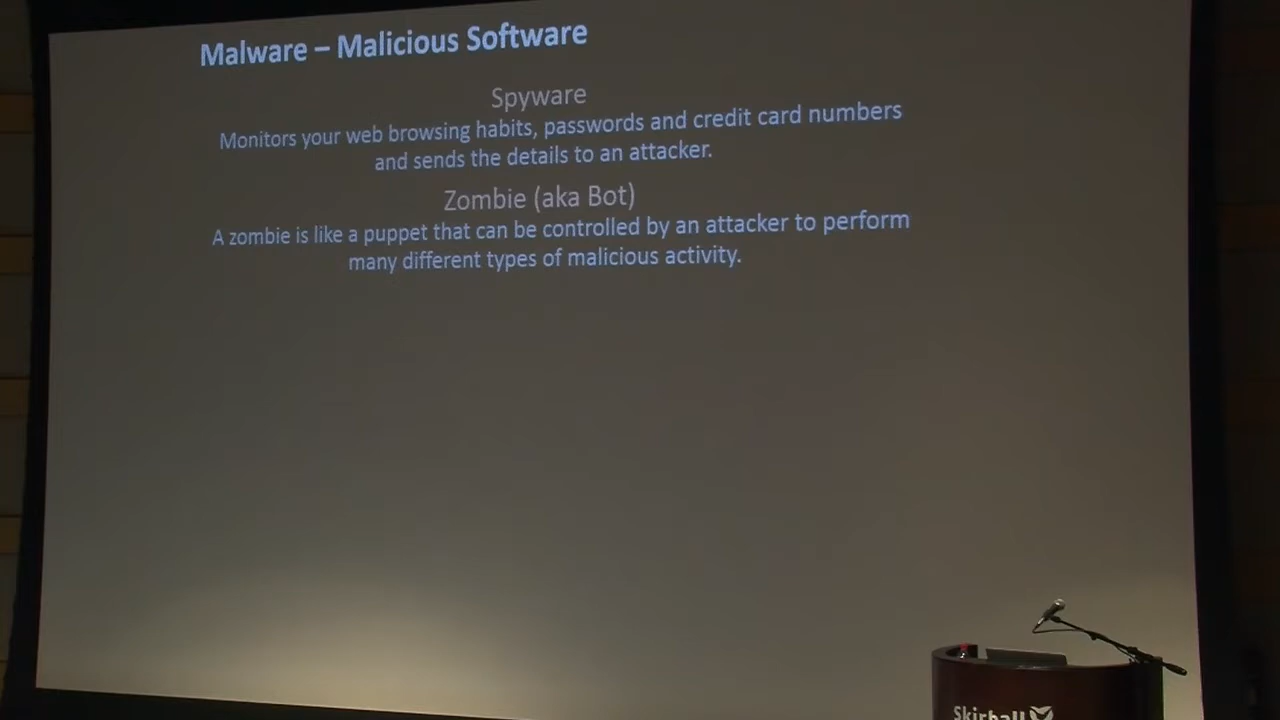 Malware – Malicious Software
Spyware
Monitors your web browsing habits, passwords and credit card numbers
and sends the details to an attacker.
Zombie (aka Bot)
A zombie is like a puppet that can be controlled by an attacker to perform
many different types of malicious activity.
Skirball